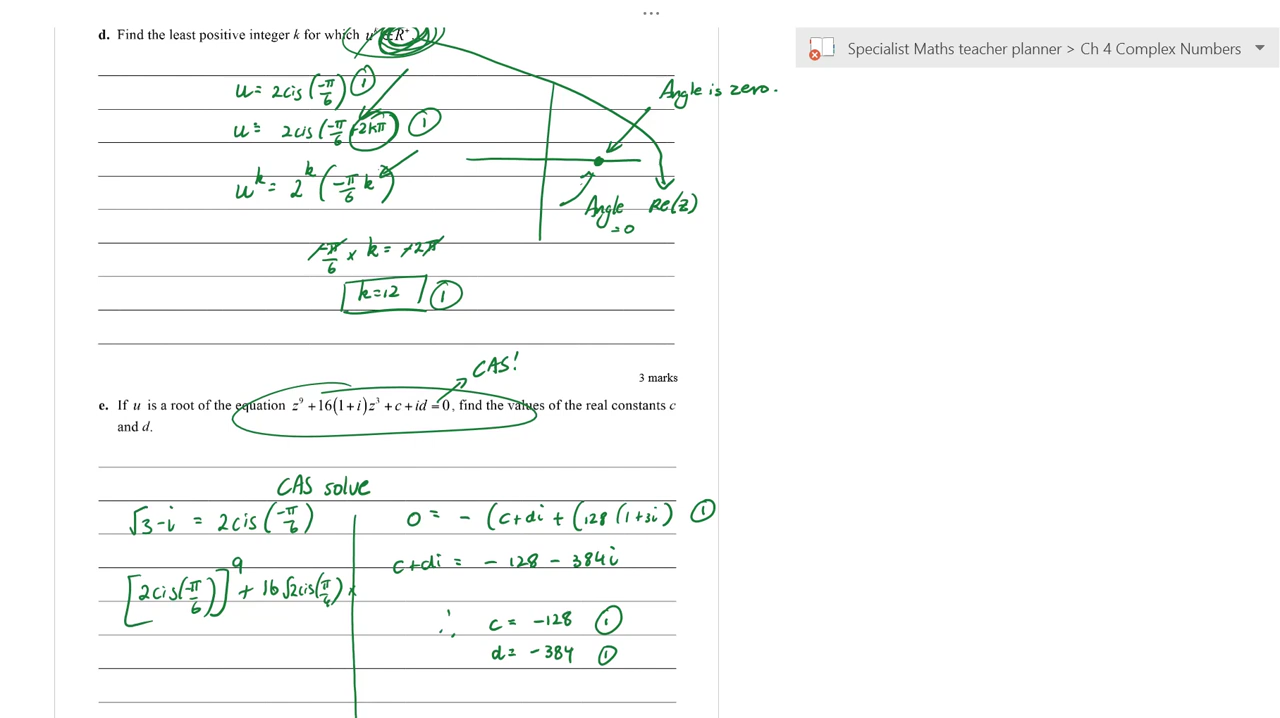 Specialist Maths teacher planner > Ch 4 Complex Numbers
d. Find the least positive integer k for which u R⁺
u = 2cis(-π/6) ①
Angle is zero.
u = 2cis(-π/6 +2kπ) ①
u^k = 2^k (-π/6 k)
Angle =0
Re(z)
-π/6 × k = -2π
k=12 ①
CAS!
3 marks
e. If u is a root of the equation z⁹ +16(1+i)z³ +c+id =0, find the values of the real constants c
and d.
CAS solve
√3-i = 2cis(-π/6)
0 = - (c+di + (128 (1+3i) ①
c+di = - 128 - 384i
[2cis(-π/6)]⁹ + 16√2cis(π/4) ×
∴ c = -128 ①
d = -384 ①